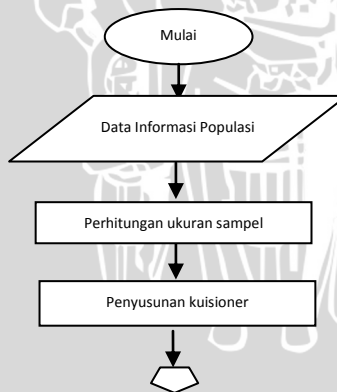 Mulai
Data Informasi Populasi
Perhitungan ukuran sampel
Penyusunan kuisioner